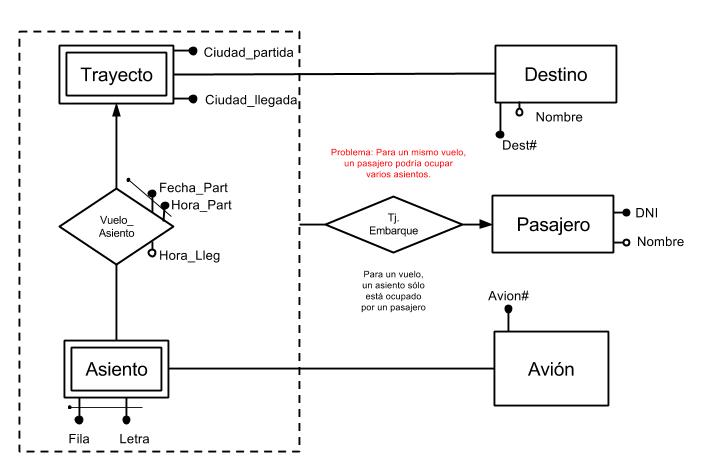 Ciudad_partida
Trayecto
Ciudad_llegada
Destino
Nombre
Dest#
Problema: Para un mismo vuelo,
un pasajero podría ocupar
varios asientos.
Fecha_Part
Hora_Part
Vuelo_
Asiento
Hora_Lleg
Tj.
Embarque
Pasajero
DNI
Nombre
Para un vuelo,
un asiento sólo
está ocupado
por un pasajero
Avion#
Asiento
Avión
Fila
Letra